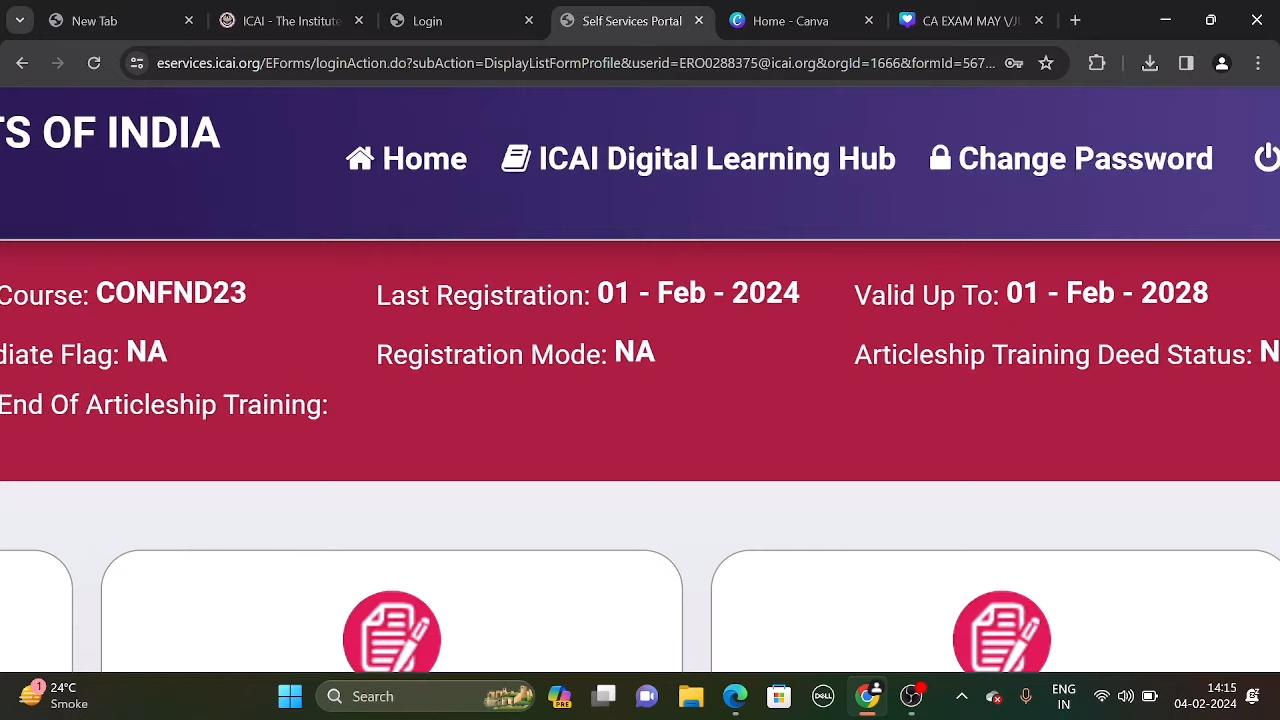 New Tab
ICAI - The Institute
Login
Self Services Portal
Home - Canva
CA EXAM MAY \/JU
eservices.icai.org/EForms/loginAction.do?subAction=DisplayListFormProfile&userid=ERO0288375@icai.org&orgId=1666&formId=567...
TS OF INDIA
Home
ICAI Digital Learning Hub
Change Password
Course: CONFND23
Last Registration: 01 - Feb - 2024
Valid Up To: 01 - Feb - 2028
diate Flag: NA
Registration Mode: NA
Articleship Training Deed Status: N
End Of Articleship Training:
1
24°C
Smoke
Search
PRE
DELL
ENG
IN
14:15
04-02-2024